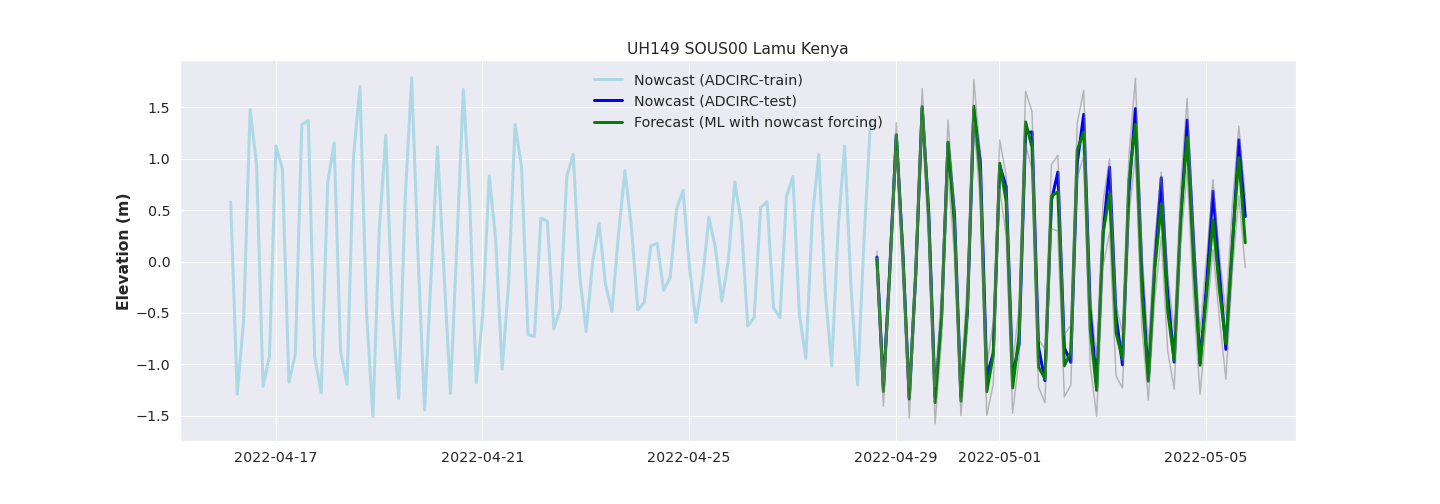 UH149 SOUS00 Lamu Kenya
Nowcast (ADCIRC-train)
Nowcast (ADCIRC-test)
Forecast (ML with nowcast forcing)
Elevation (m)
1.5
1.0
0.5
0.0
−0.5
−1.0
−1.5
2022-04-17 2022-04-21 2022-04-25 2022-04-29 2022-05-01 2022-05-05